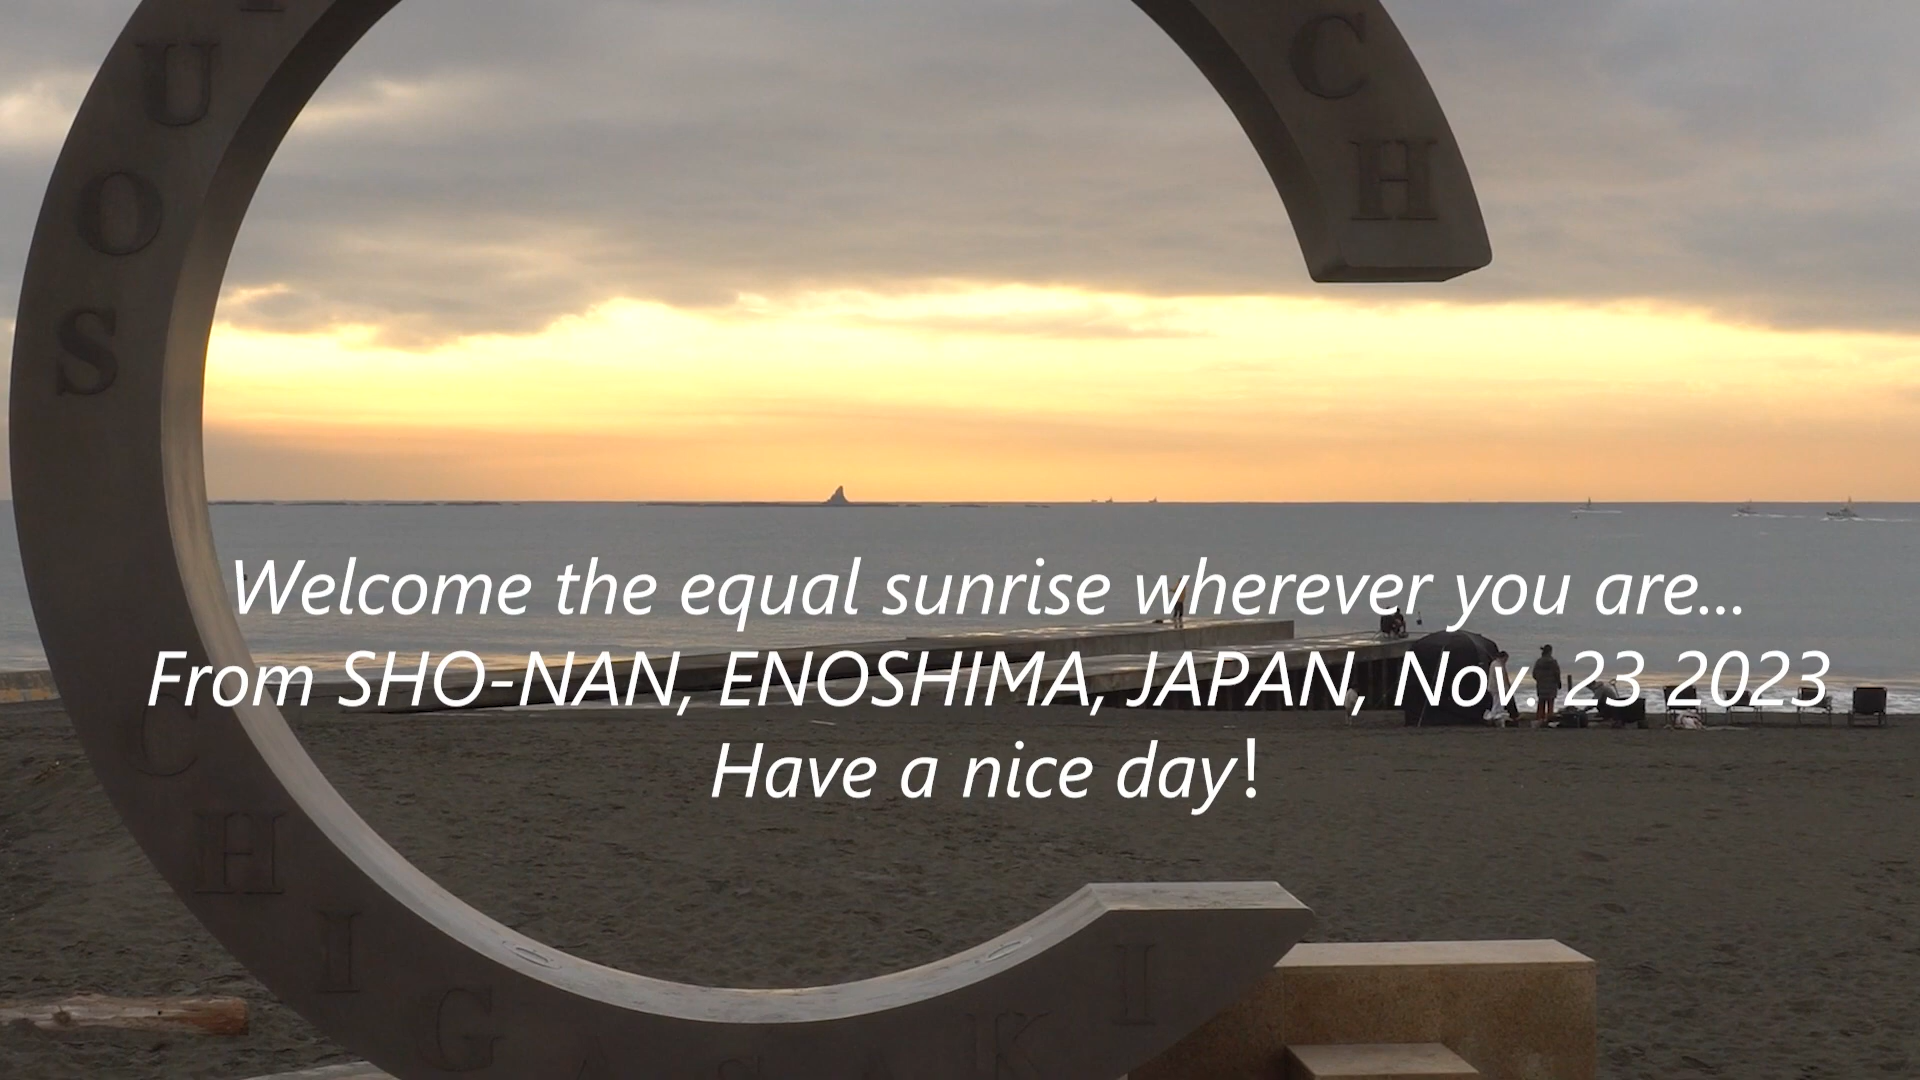 U
O
S
C
H
I
G
A
S
A
K
I
C
H
Welcome the equal sunrise wherever you are...
From SHO-NAN, ENOSHIMA, JAPAN, Nov. 23 2023
Have a nice day!